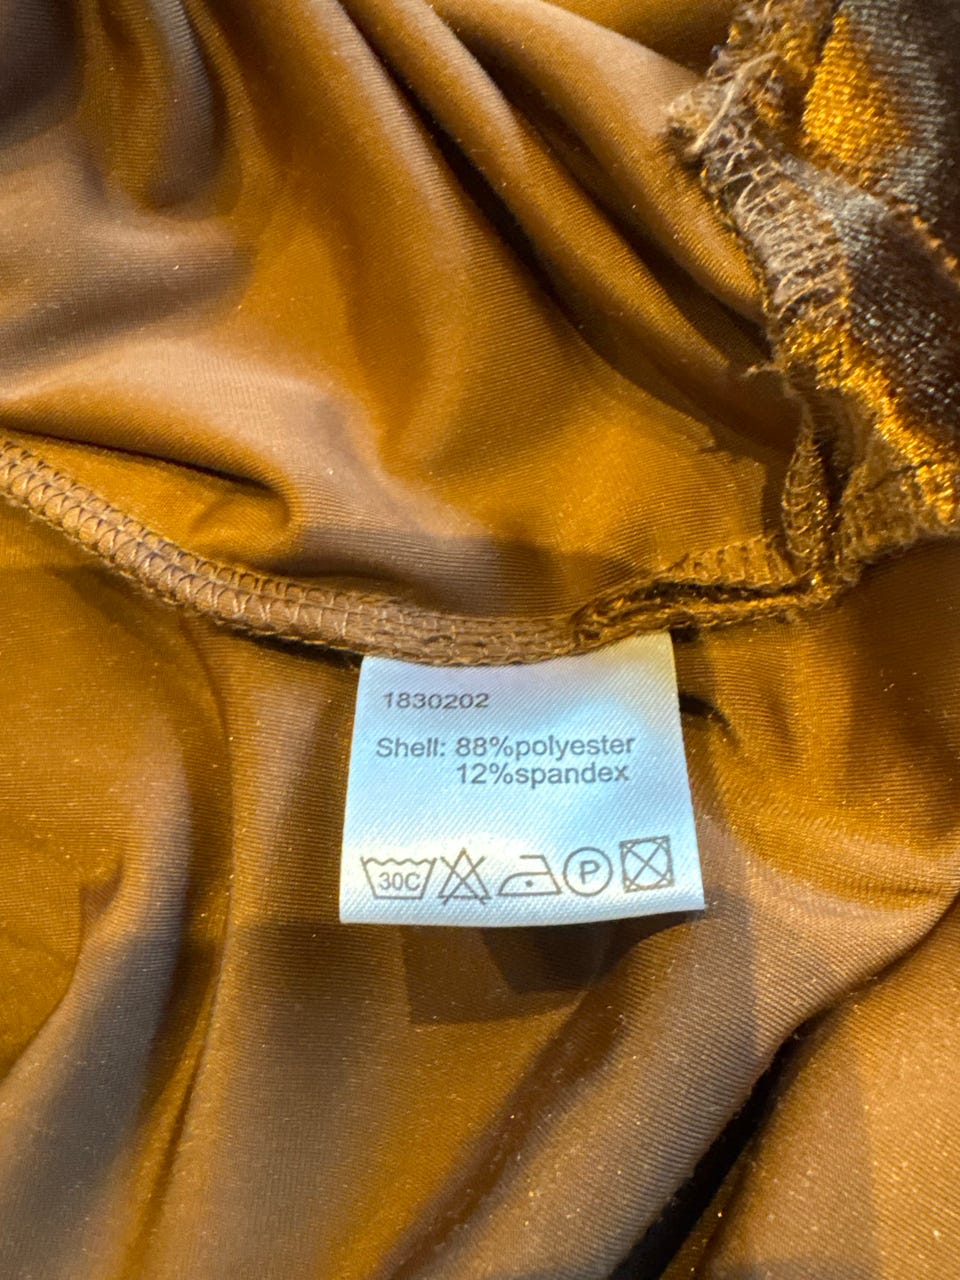 1830202
Shell: 88%polyester
12%spandex
30C P